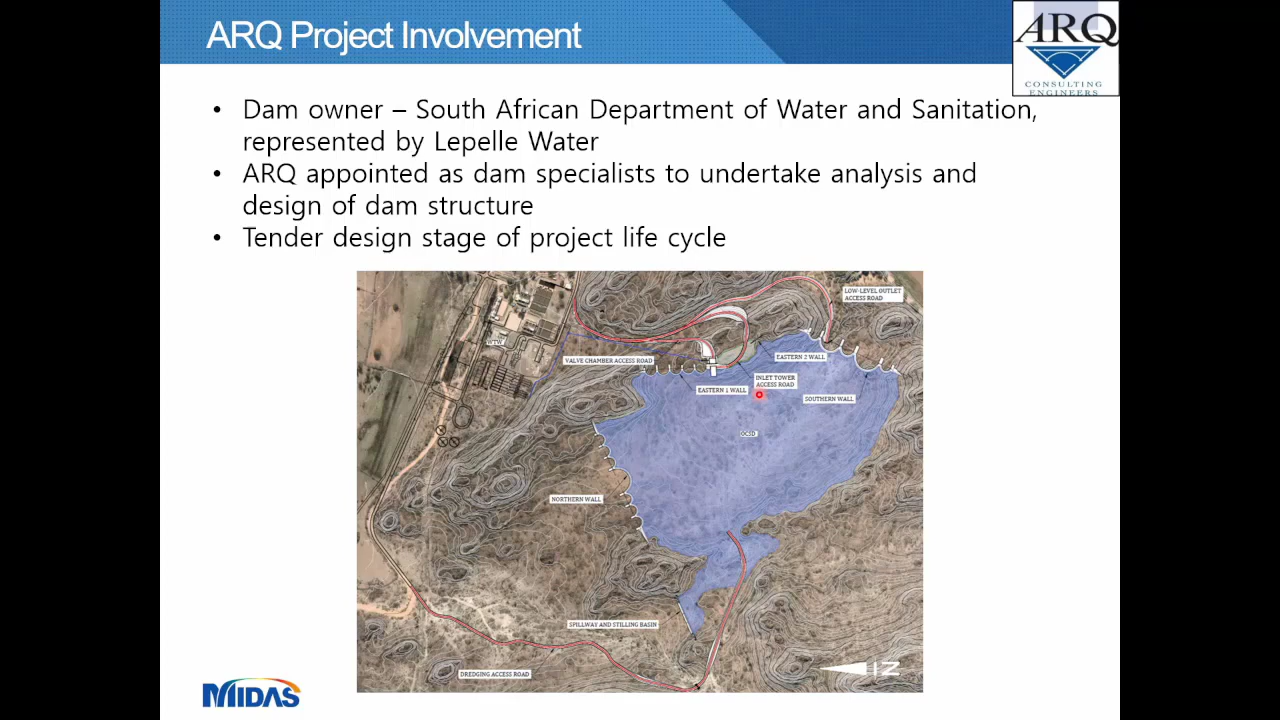 ARQ Project Involvement
ARQ
CONSULTING
ENGINEERS
• Dam owner – South African Department of Water and Sanitation,
represented by Lepelle Water
• ARQ appointed as dam specialists to undertake analysis and
design of dam structure
• Tender design stage of project life cycle
LOW-LEVEL OUTLET
ACCESS ROAD
WTW
VALVE CHAMBER ACCESS ROAD
EASTERN 2 WALL
INLET TOWER
ACCESS ROAD
EASTERN 1 WALL
SOUTHERN WALL
OCSD
NORTHERN WALL
SPILLWAY AND STILLING BASIN
DREDGING ACCESS ROAD
N
MIDAS